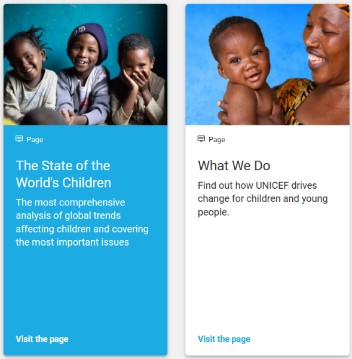 Page
The State of the
World's Children
The most comprehensive
analysis of global trends
affecting children and covering
the most important issues
Visit the page
Page
What We Do
Find out how UNICEF drives
change for children and young
people.
Visit the page